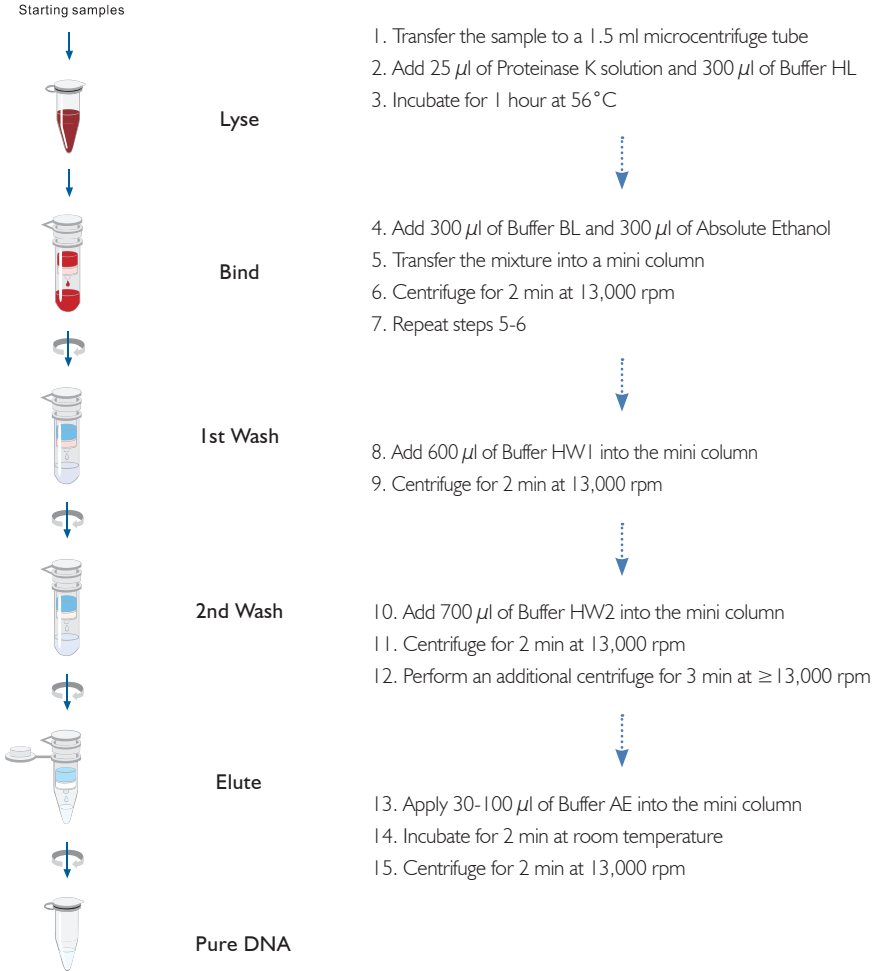 Starting samples
Lyse
1. Transfer the sample to a 1.5 ml microcentrifuge tube
2. Add 25 μl of Proteinase K solution and 300 μl of Buffer HL
3. Incubate for 1 hour at 56°C
Bind
4. Add 300 μl of Buffer BL and 300 μl of Absolute Ethanol
5. Transfer the mixture into a mini column
6. Centrifuge for 2 min at 13,000 rpm
7. Repeat steps 5-6
1st Wash
8. Add 600 μl of Buffer HW1 into the mini column
9. Centrifuge for 2 min at 13,000 rpm
2nd Wash
10. Add 700 μl of Buffer HW2 into the mini column
11. Centrifuge for 2 min at 13,000 rpm
12. Perform an additional centrifuge for 3 min at ≥13,000 rpm
Elute
13. Apply 30-100 μl of Buffer AE into the mini column
14. Incubate for 2 min at room temperature
15. Centrifuge for 2 min at 13,000 rpm
Pure DNA